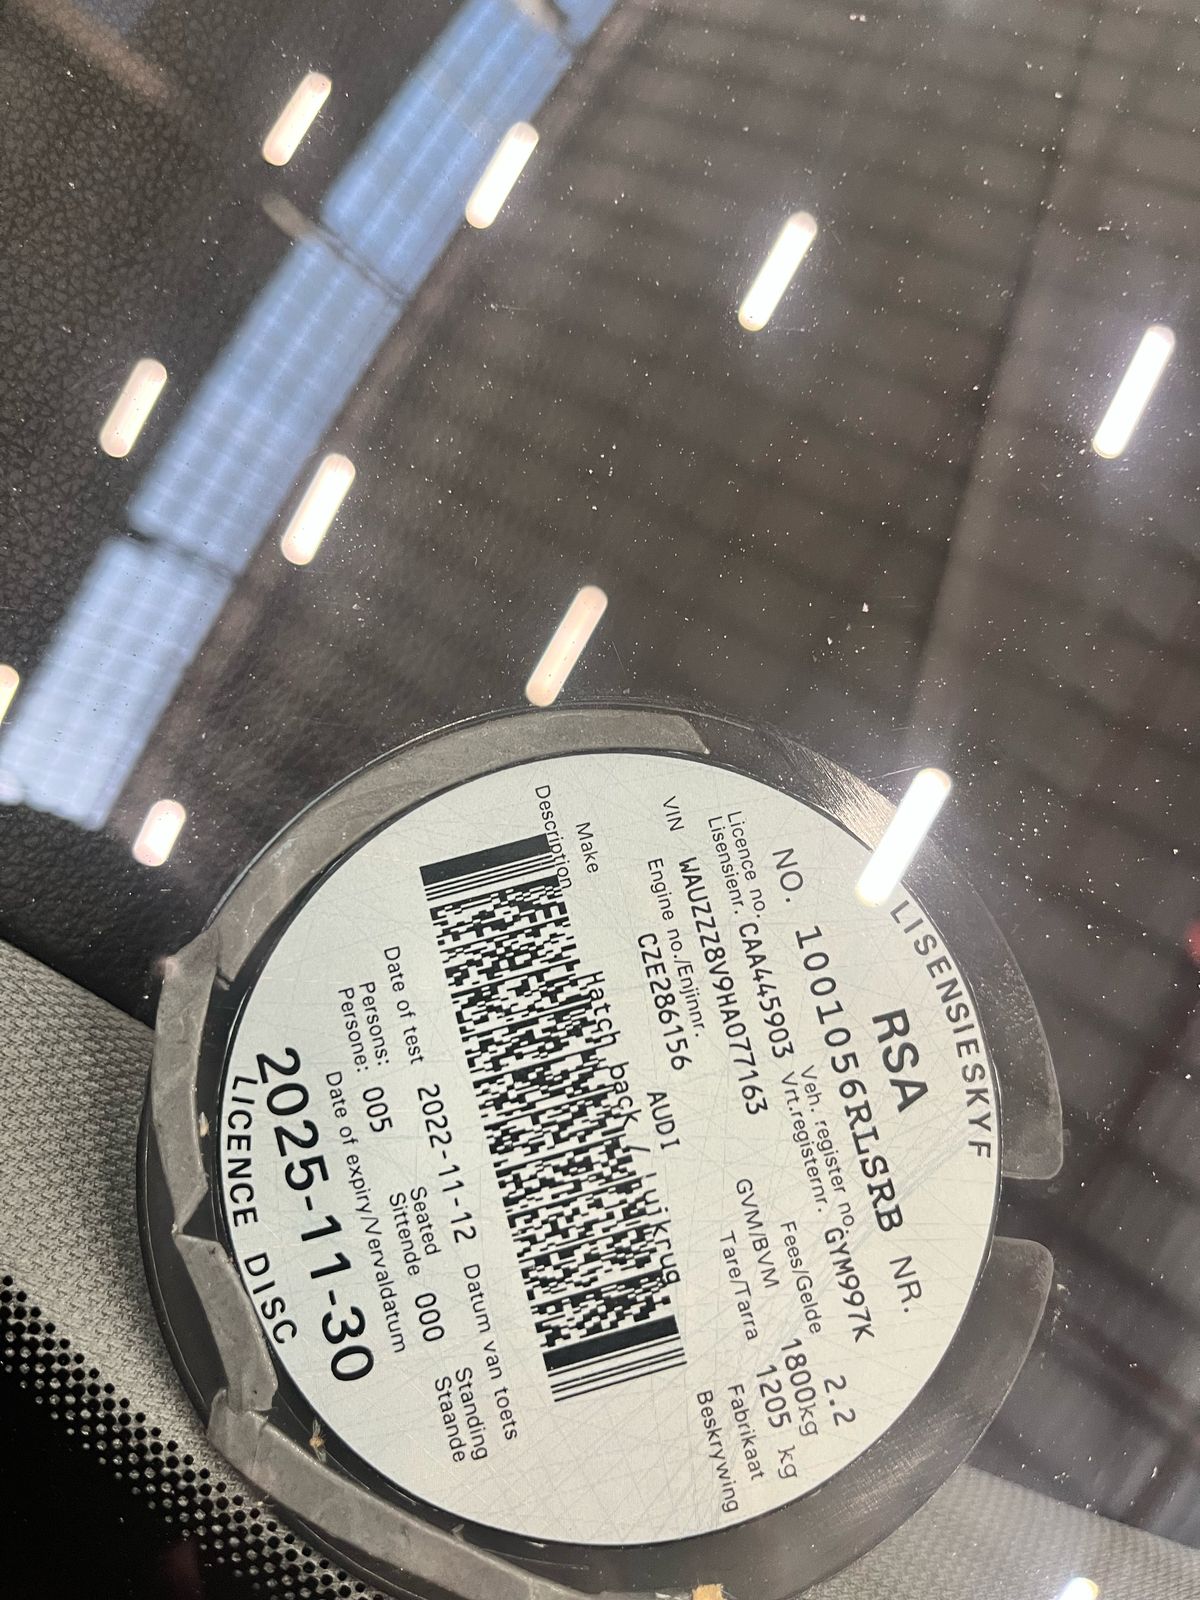 LISENSIESKYF
RSA
NO. 1001056RLSRB NR.
Licence no. Lisensienr. CAA445903 Veh. register no. Vrt.registernr. GYM997K
VIN WAUZZZ8V9HA077163 Fees/Gelde 2.2
GVM/BVM 1800kg
Engine no./Enjinnr. CZE286156 Tare/Tarra 1205 kg
Make AUDI Fabrikaat
Description Hatch back / Luikrug Beskrywing
Date of test 2022-11-12 Datum van toets
Persons: Persone: 005 Seated Sittende 000 Standing Staande
Date of expiry/Vervaldatum
2025-11-30
LICENCE DISC